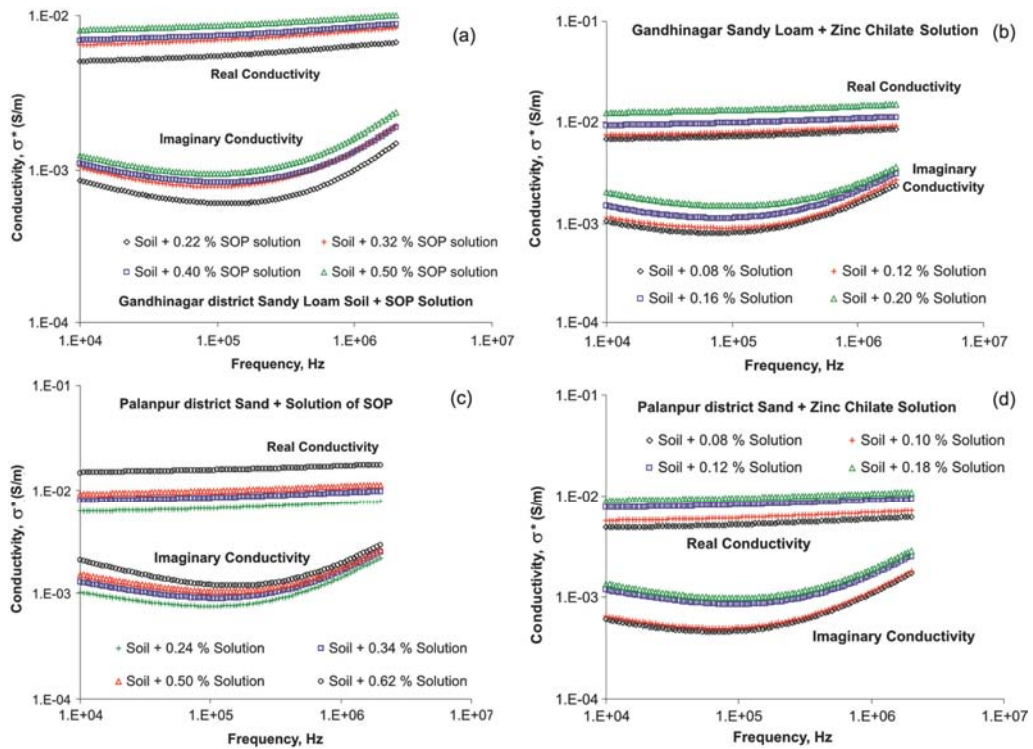 1.E-02
(a)
Real Conductivity
Imaginary Conductivity
1.E-03
Conductivity, σ* (S/m)
Soil + 0.22 % SOP solution
Soil + 0.32 % SOP solution
Soil + 0.40 % SOP solution
Soil + 0.50 % SOP solution
Gandhinagar district Sandy Loam Soil + SOP Solution
1.E-04
1.E+04
1.E+05
1.E+06
1.E+07
Frequency, Hz
1.E-01
Gandhinagar Sandy Loam + Zinc Chilate Solution
(b)
Real Conductivity
1.E-02
Imaginary
Conductivity
1.E-03
Conductivity, σ* (S/m)
Soil + 0.08 % Solution
Soil + 0.12 % Solution
Soil + 0.16 % Solution
Soil + 0.20 % Solution
1.E-04
1.E+04
1.E+05
1.E+06
1.E+07
Frequency, Hz
1.E-01
Palanpur district Sand + Solution of SOP
(c)
Real Conductivity
1.E-02
Imaginary Conductivity
1.E-03
Conductivity, σ* (S/m)
Soil + 0.24 % Solution
Soil + 0.34 % Solution
Soil + 0.50 % Solution
Soil + 0.62 % Solution
1.E-04
1.E+04
1.E+05
1.E+06
1.E+07
Frequency, Hz
1.E-01
Palanpur district Sand + Zinc Chilate Solution
(d)
Soil + 0.08 % Solution
Soil + 0.10 % Solution
Soil + 0.12 % Solution
Soil + 0.18 % Solution
1.E-02
Real Conductivity
1.E-03
Imaginary Conductivity
Conductivity, σ* (S/m)
1.E-04
1.E+04
1.E+05
1.E+06
1.E+07
Frequency, Hz